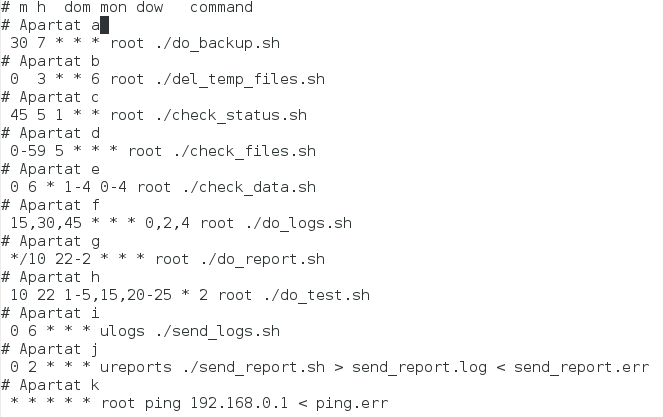 # m h  dom mon dow   command
# Apartat a
 30 7 * * * root ./do_backup.sh
# Apartat b
0  3 * * 6 root ./del_temp_files.sh
# Apartat c
 45 5 1 * * root ./check_status.sh
# Apartat d
 0-59 5 * * * root ./check_files.sh
# Apartat e
 0 6 * 1-4 0-4 root ./check_data.sh
# Apartat f
 15,30,45 * * * 0,2,4 root ./do_logs.sh
# Apartat g
 */10 22-2 * * * root ./do_report.sh
# Apartat h
 10 22 1-5,15,20-25 * 2 root ./do_test.sh
# Apartat i
 0 6 * * * ulogs ./send_logs.sh
# Apartat j
 0 2 * * * ureports ./send_report.sh > send_report.log < send_report.err
# Apartat k
 * * * * * root ping 192.168.0.1 < ping.err